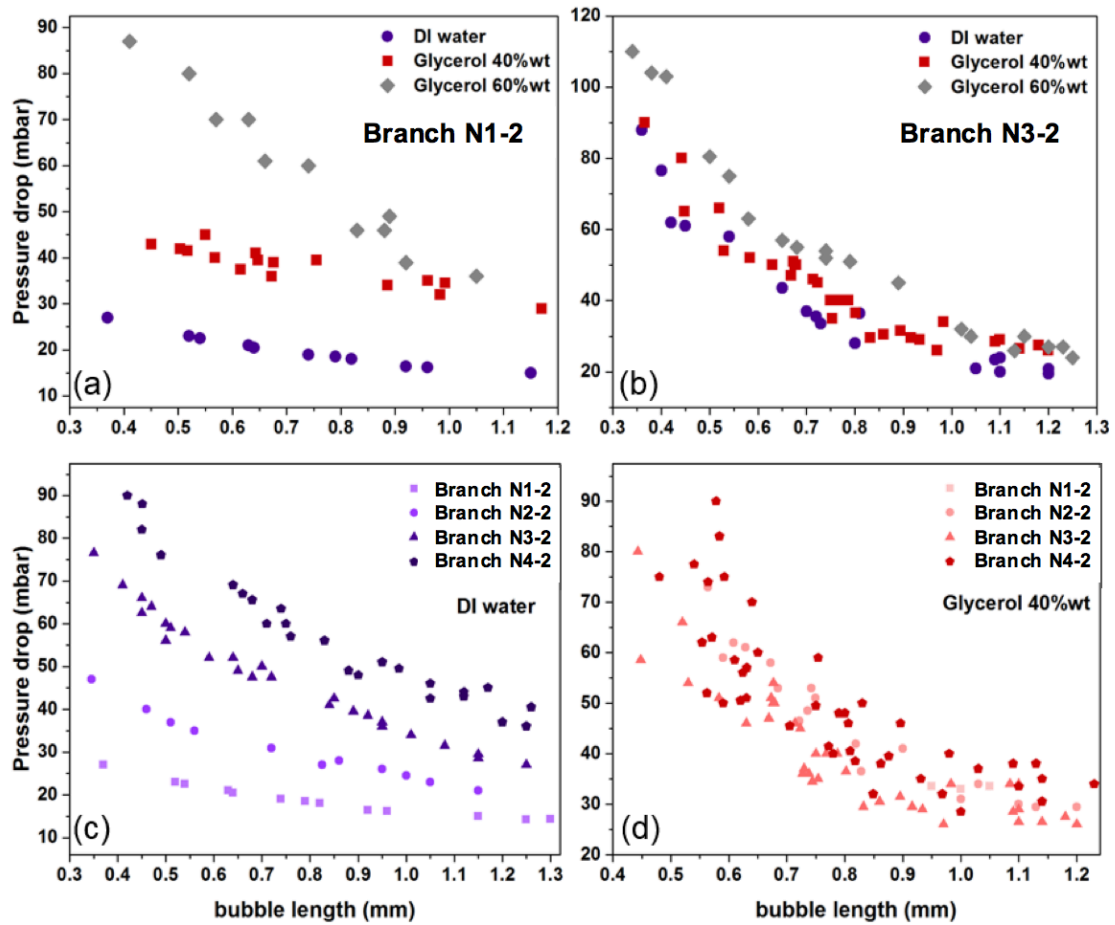 90
80
70
60
50
40
30
20
10
Pressure drop (mbar)
DI water
Glycerol 40%wt
Glycerol 60%wt
Branch N1-2
(a)
0.3 0.4 0.5 0.6 0.7 0.8 0.9 1.0 1.1 1.2
120
100
80
60
40
20
DI water
Glycerol 40%wt
Glycerol 60%wt
Branch N3-2
(b)
0.3 0.4 0.5 0.6 0.7 0.8 0.9 1.0 1.1 1.2 1.3
90
80
70
60
50
40
30
20
10
Pressure drop (mbar)
Branch N1-2
Branch N2-2
Branch N3-2
Branch N4-2
DI water
(c)
0.3 0.4 0.5 0.6 0.7 0.8 0.9 1.0 1.1 1.2 1.3
bubble length (mm)
90
80
70
60
50
40
30
20
Branch N1-2
Branch N2-2
Branch N3-2
Branch N4-2
Glycerol 40%wt
(d)
0.4 0.5 0.6 0.7 0.8 0.9 1.0 1.1 1.2
bubble length (mm)